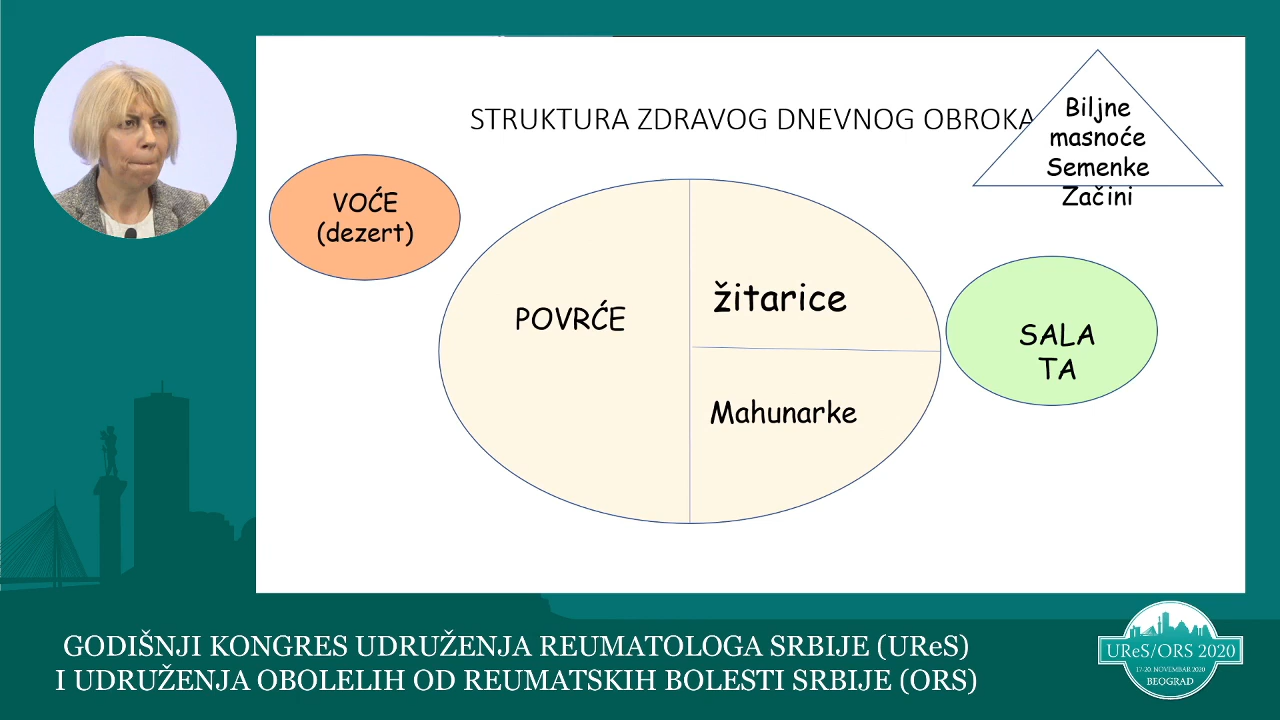 STRUKTURA ZDRAVOG DNEVNOG OBROKA
Biljne
masnoće
Semenke
Začini
VOĆE
(dezert)
POVRĆE
žitarice
Mahunarke
SALA
TA
GODIŠNJI KONGRES UDRUŽENJA REUMATOLOGA SRBIJE (UReS)
I UDRUŽENJA OBOLELIH OD REUMATSKIH BOLESTI SRBIJE (ORS)
UReS/ORS 2020
17-20. NOVEMBAR 2020
BEOGRAD